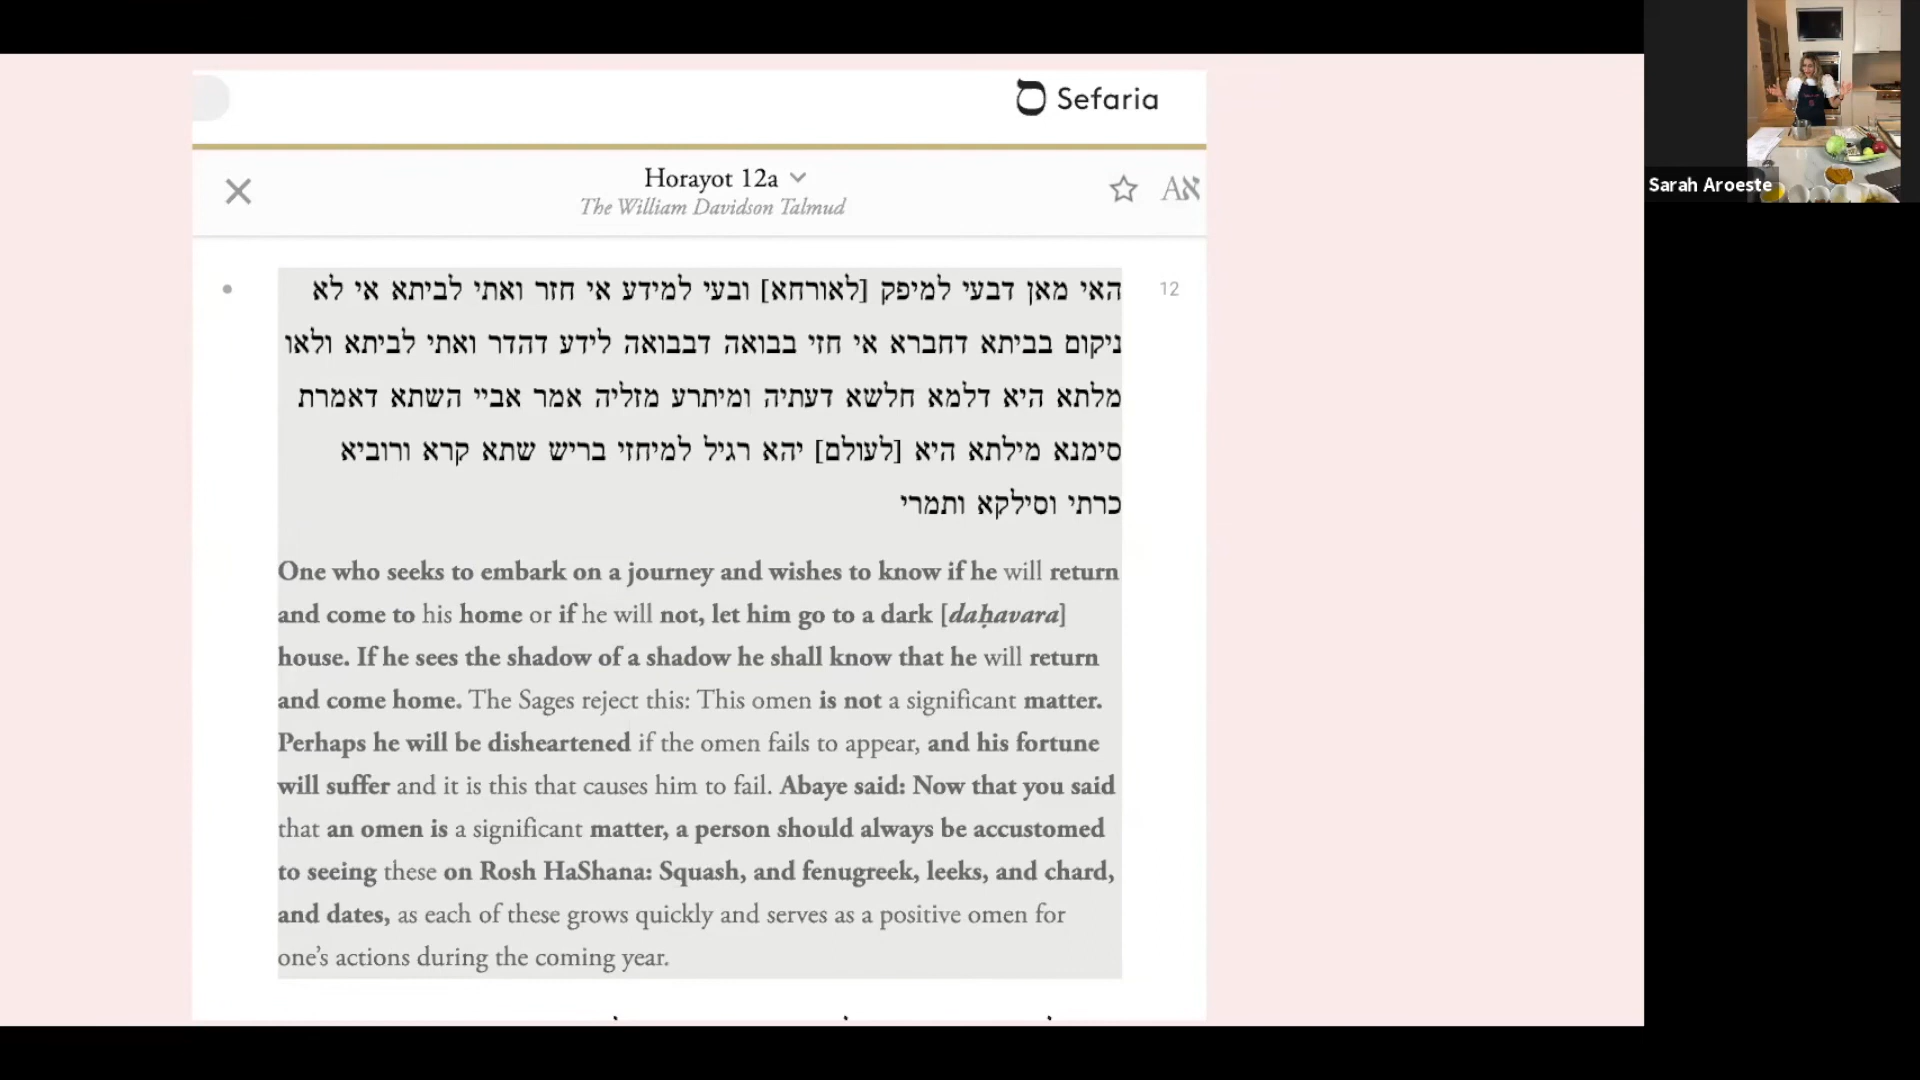 Sefaria
Horayot 12a
The William Davidson Talmud
Aא
12
האי מאן דבעי למיפק [לאורחא] ובעי למידע אי חזר ואתי לביתא אי לא
ניקום בביתא דחברא אי חזי בבואה דבבואה לידע דהדר ואתי לביתא ולאו
מלתא היא דלמא חלשא דעתיה ומיתרע מזליה אמר אביי השתא דאמרת
סימנא מילתא היא [לעולם] יהא רגיל למיחזי בריש שתא קרא ורוביא
כרתי וסילקא ותמרי
One who seeks to embark on a journey and wishes to know if he will return
and come to his home or if he will not, let him go to a dark [daḥavara]
house. If he sees the shadow of a shadow he shall know that he will return
and come home. The Sages reject this: This omen is not a significant matter.
Perhaps he will be disheartened if the omen fails to appear, and his fortune
will suffer and it is this that causes him to fail. Abaye said: Now that you said
that an omen is a significant matter, a person should always be accustomed
to seeing these on Rosh HaShana: Squash, and fenugreek, leeks, and chard,
and dates, as each of these grows quickly and serves as a positive omen for
one’s actions during the coming year.
Sarah Aroeste